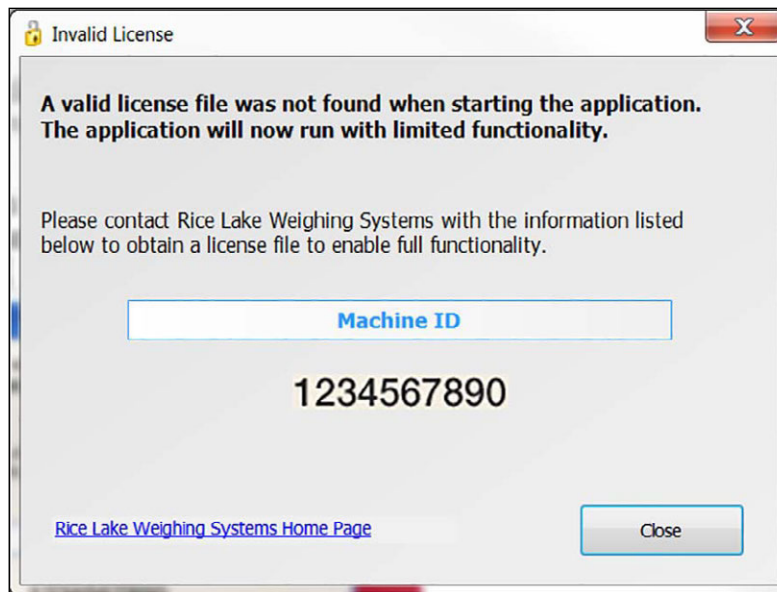 Invalid License
A valid license file was not found when starting the application.
The application will now run with limited functionality.
Please contact Rice Lake Weighing Systems with the information listed
below to obtain a license file to enable full functionality.
Machine ID
1234567890
Rice Lake Weighing Systems Home Page
Close